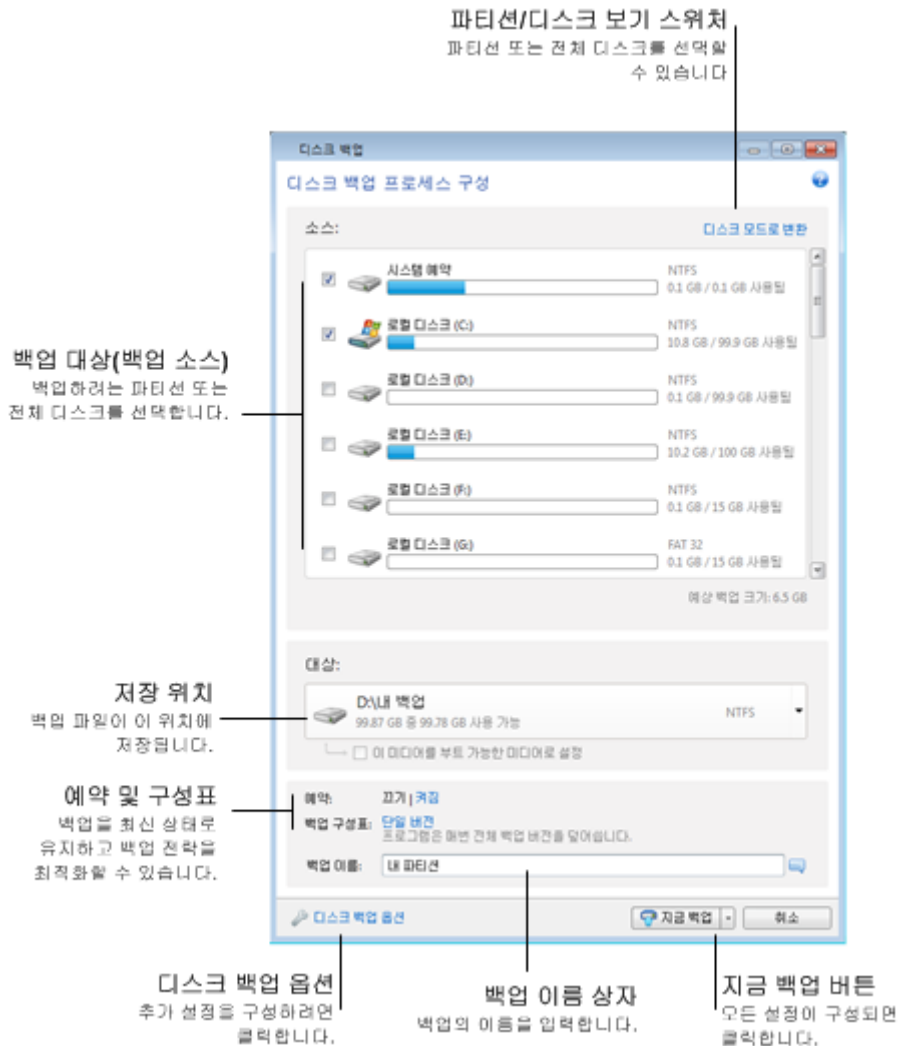 파티션/디스크 보기 스위처
파티션 또는 전체 디스크를 선택할
수 있습니다
디스크 백업
디스크 백업 프로세스 구성
소스:
디스크 모드로 변환
시스템 예약
NTFS
0.1 GB / 0.1 GB 사용됨
로컬 디스크 (C:)
NTFS
10.8 GB / 99.9 GB 사용됨
백업 대상(백업 소스)
백업하려는 파티션 또는
전체 디스크를 선택합니다.
로컬 디스크 (D:)
NTFS
0.1 GB / 99.9 GB 사용됨
로컬 디스크 (E:)
NTFS
10.2 GB / 100 GB 사용됨
로컬 디스크 (F:)
NTFS
0.1 GB / 15 GB 사용됨
로컬 디스크 (G:)
FAT 32
0.1 GB / 15 GB 사용됨
예상 백업 크기: 6.5 GB
대상:
저장 위치
백업 파일이 이 위치에
저장됩니다.
D:\내 백업
99.87 GB 중 99.78 GB 사용 가능
NTFS
이 미디어를 부트 가능한 미디어로 설정
예약 및 구성표
백업을 최신 상태로
유지하고 백업 전략을
최적화할 수 있습니다.
예약: 끄기 | 켜짐
백업 구성표: 단일 버전
프로그램은 매번 전체 백업 버전을 덮어씁니다.
백업 이름: 내 파티션
디스크 백업 옵션
지금 백업
취소
디스크 백업 옵션
추가 설정을 구성하려면
클릭합니다.
백업 이름 상자
백업의 이름을 입력합니다.
지금 백업 버튼
모든 설정이 구성되면
클릭합니다.